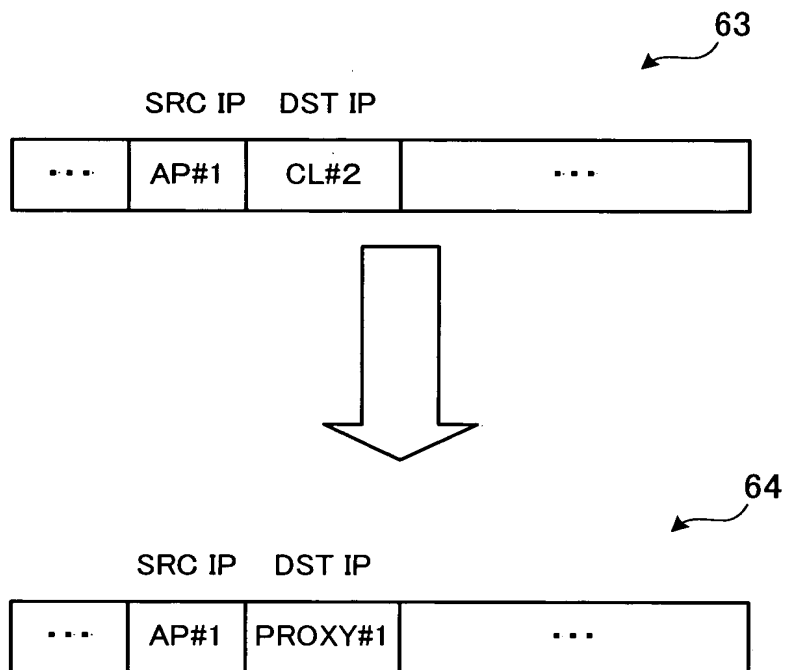 63
SRC IP DST IP
... AP#1 CL#2 ...
64
SRC IP DST IP
... AP#1 PROXY#1 ...